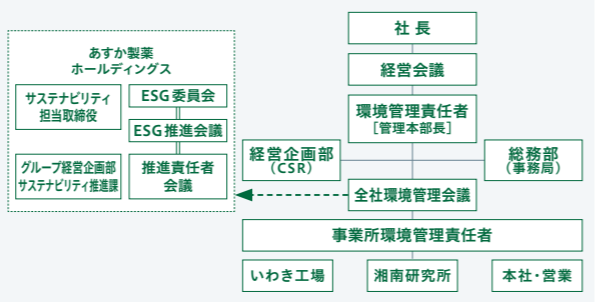 あすか製薬
ホールディングス
サステナビリティ
担当取締役
ESG委員会
ESG推進会議
グループ経営企画部
サステナビリティ推進課
推進責任者
会議
社長
経営会議
環境管理責任者
［管理本部長］
経営企画部
（CSR）
総務部
（事務局）
全社環境管理会議
事業所環境管理責任者
いわき工場
湘南研究所
本社・営業